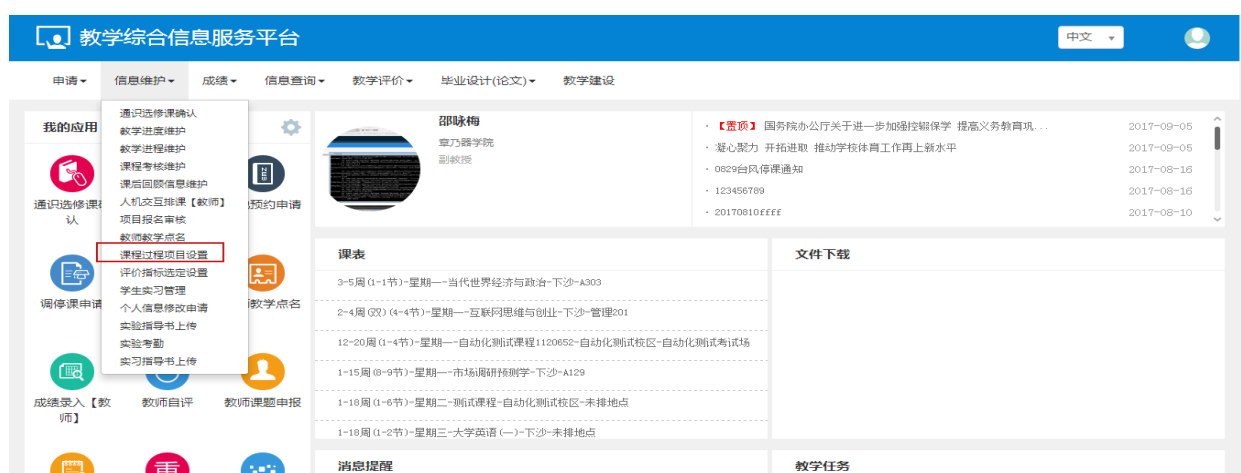 教学综合信息服务平台
中文
申请 信息维护 成绩 信息查询 教学评价 毕业设计(论文) 教学建设
我的应用
通识选修课
认
预约申请
调停课申请
教学点名
成绩录入【教
师】
教师自评
教师课题申报
重
通识选修课确认
教学进度维护
教学进程维护
课程考核维护
课后回顾信息维护
人机交互排课【教师】
项目报名审核
教师教学点名
课程过程项目设置
评价指标选定设置
学生实习管理
个人信息修改申请
实验指导书上传
实验考勤
实习指导书上传
邵咏梅
章乃器学院
副教授
· 【置顶】 国务院办公厅关于进一步加强控辍保学 提高义务教育巩... 2017-09-05
· 凝心聚力 开拓进取 推动学校体育工作再上新水平 2017-09-05
· 0829台风停课通知 2017-08-16
· 123456789 2017-08-16
· 20170810ffff 2017-08-10
课表
3-5周(1-1节)-星期一-当代世界经济与政治-下沙-A303
2-4周(双)(4-4节)-星期一-互联网思维与创业-下沙-管理201
12-20周(1-4节)-星期一-自动化测试课程1120652-自动化测试校区-自动化测试考试场
1-15周(8-9节)-星期一-市场调研预测学-下沙-A129
1-18周(1-6节)-星期二-测试课程-自动化测试校区-未排地点
1-18周(1-2节)-星期三-大学英语(一)-下沙-未排地点
文件下载
消息提醒
教学任务